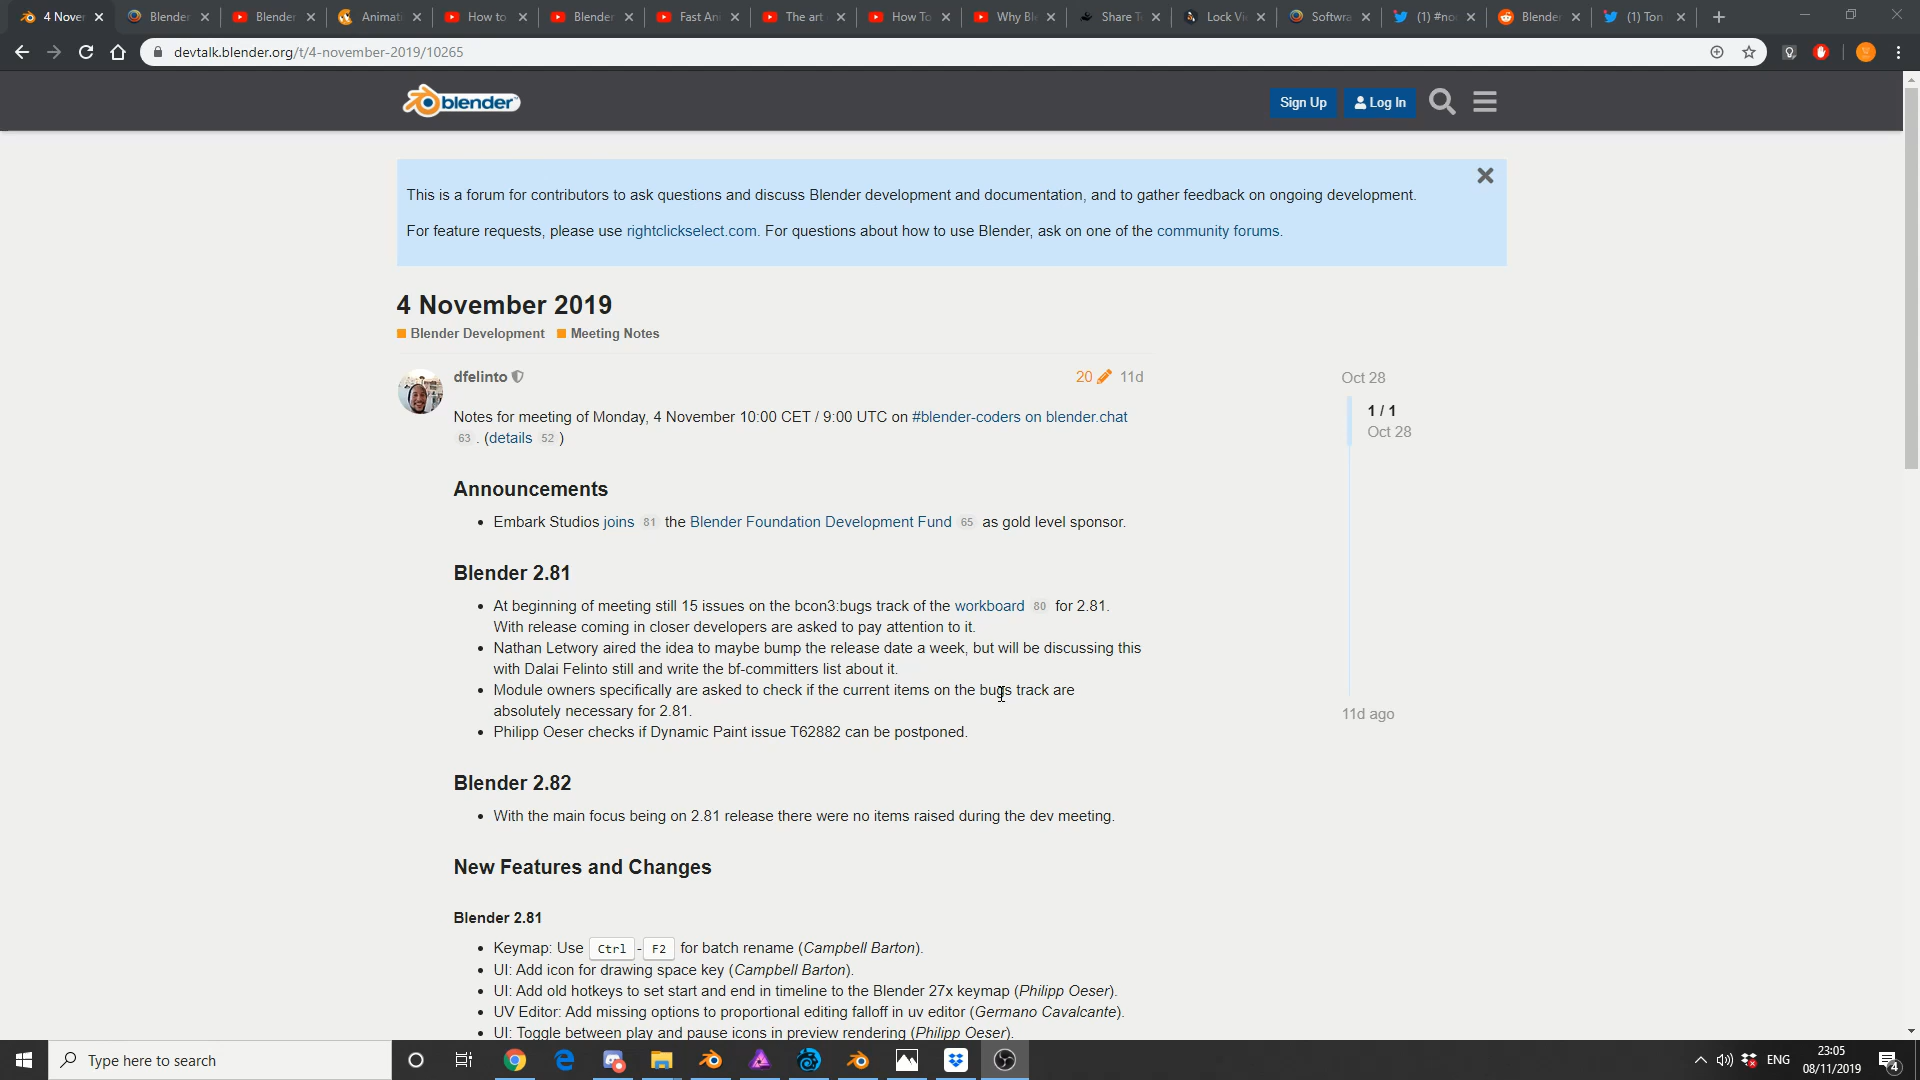 4 Nover
Blender
Blender
Animati
How to
Blender
Fast An
The art
How To
Why Bl
Share T
Lock Vi
Softwra
(1) #no
Blender
(1) Ton
devtalk.blender.org/t/4-november-2019/10265
blender
Sign Up
Log In
This is a forum for contributors to ask questions and discuss Blender development and documentation, and to gather feedback on ongoing development.
For feature requests, please use rightclickselect.com. For questions about how to use Blender, ask on one of the community forums.
4 November 2019
Blender Development Meeting Notes
dfelinto
20 11d
Notes for meeting of Monday, 4 November 10:00 CET / 9:00 UTC on #blender-coders on blender.chat
63 . (details 52 )
Oct 28
1 / 1
Oct 28
11d ago
Announcements
• Embark Studios joins 81 the Blender Foundation Development Fund 65 as gold level sponsor.
Blender 2.81
• At beginning of meeting still 15 issues on the bcon3:bugs track of the workboard 80 for 2.81.
With release coming in closer developers are asked to pay attention to it.
• Nathan Letwory aired the idea to maybe bump the release date a week, but will be discussing this
with Dalai Felinto still and write the bf-committers list about it.
• Module owners specifically are asked to check if the current items on the bugs track are
absolutely necessary for 2.81.
• Philipp Oeser checks if Dynamic Paint issue T62882 can be postponed.
Blender 2.82
• With the main focus being on 2.81 release there were no items raised during the dev meeting.
New Features and Changes
Blender 2.81
• Keymap: Use Ctrl - F2 for batch rename (Campbell Barton).
• UI: Add icon for drawing space key (Campbell Barton).
• UI: Add old hotkeys to set start and end in timeline to the Blender 27x keymap (Philipp Oeser).
• UV Editor: Add missing options to proportional editing falloff in uv editor (Germano Cavalcante).
• UI: Toggle between play and pause icons in preview rendering (Philipp Oeser).
Type here to search
ENG
23:05
08/11/2019
4